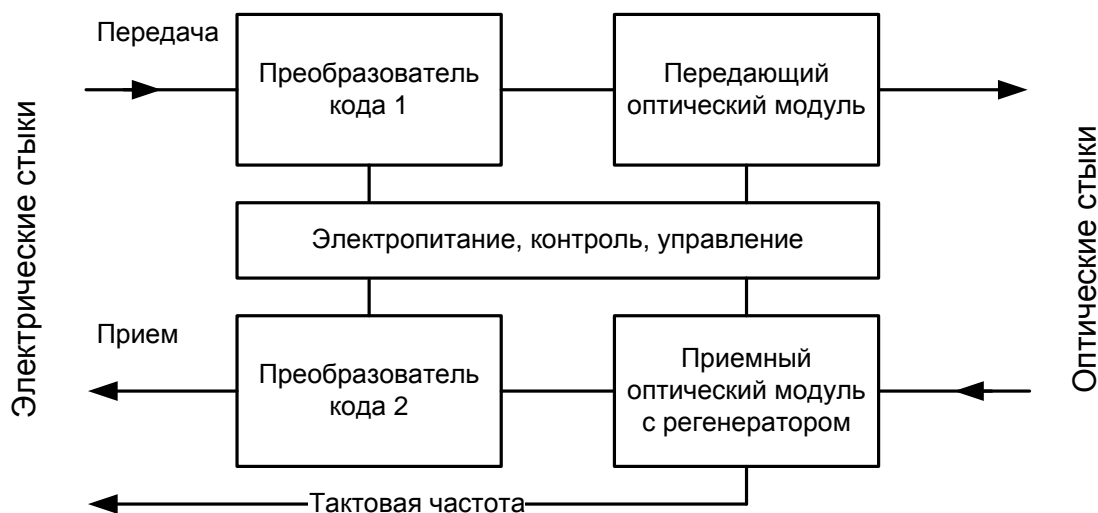 Передача
Преобразователь
кода 1
Передающий
оптический модуль
Электрические стыки
Оптические стыки
Электропитание, контроль, управление
Прием
Преобразователь
кода 2
Приемный
оптический модуль
с регенератором
Тактовая частота